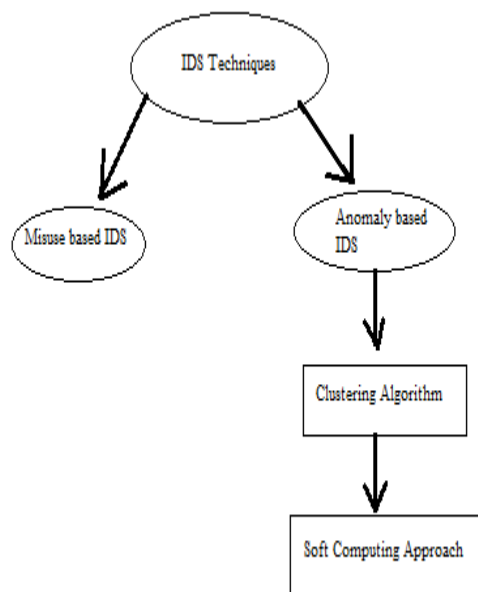 IDS Techniques
Misuse based IDS
Anomaly based
IDS
Clustering Algorithm
Soft Computing Approach